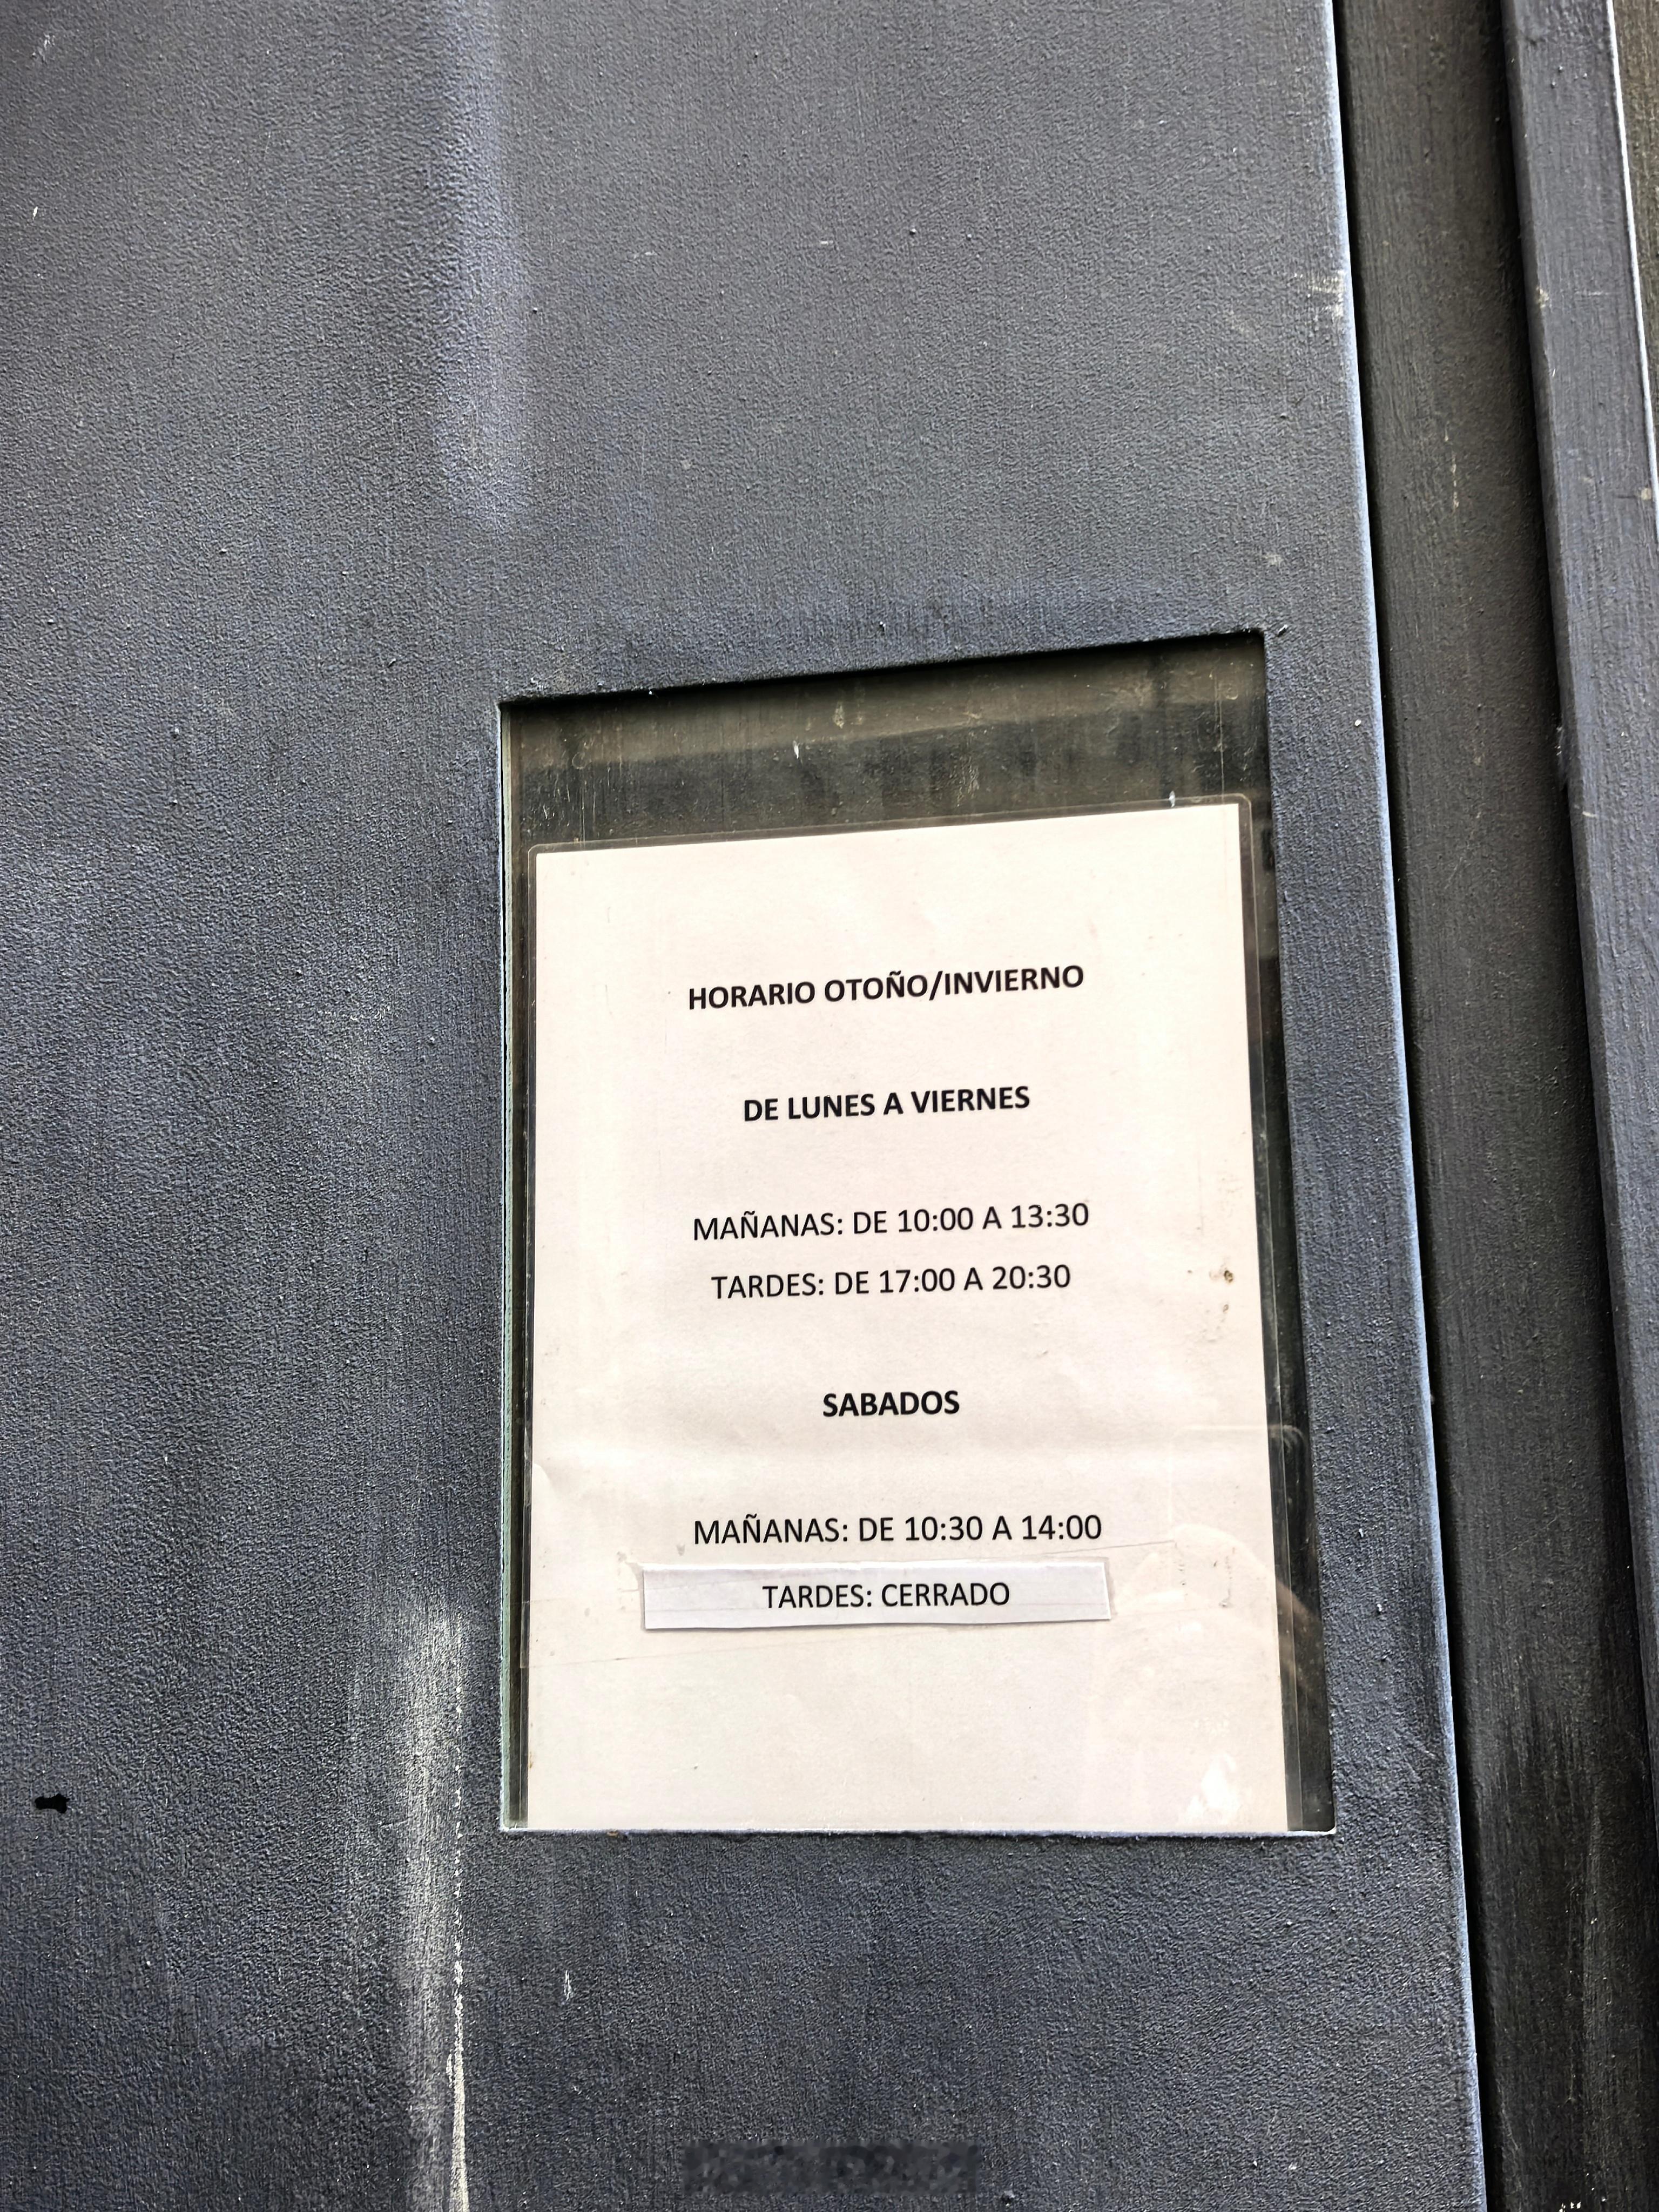 HORARIO OTOÑO/INVIERNO
DE LUNES A VIERNES
MAÑANAS: DE 10:00 A 13:30
TARDES: DE 17:00 A 20:30
SABADOS
MAÑANAS: DE 10:30 A 14:00
TARDES: CERRADO